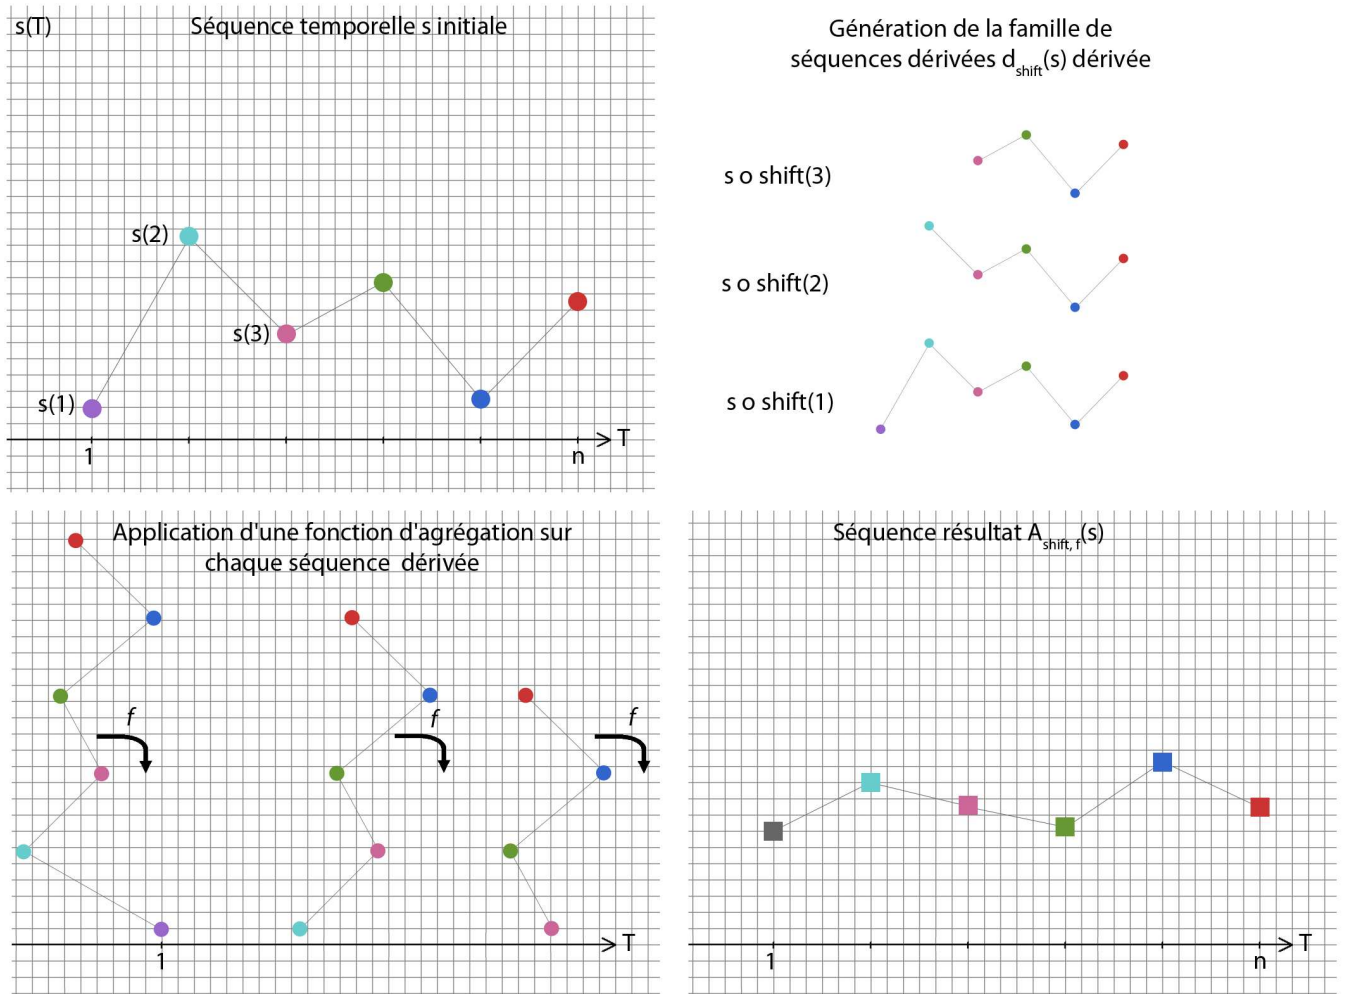 s(T)
Séquence temporelle s initiale
s(2)
s(3)
s(1)
T
1
n
Génération de la famille de
séquences dérivées dshift(s) dérivée
s o shift(3)
s o shift(2)
s o shift(1)
Application d'une fonction d'agrégation sur
chaque séquence dérivée
f
f
f
T
1
Séquence résultat Ashift, f(s)
T
1
n